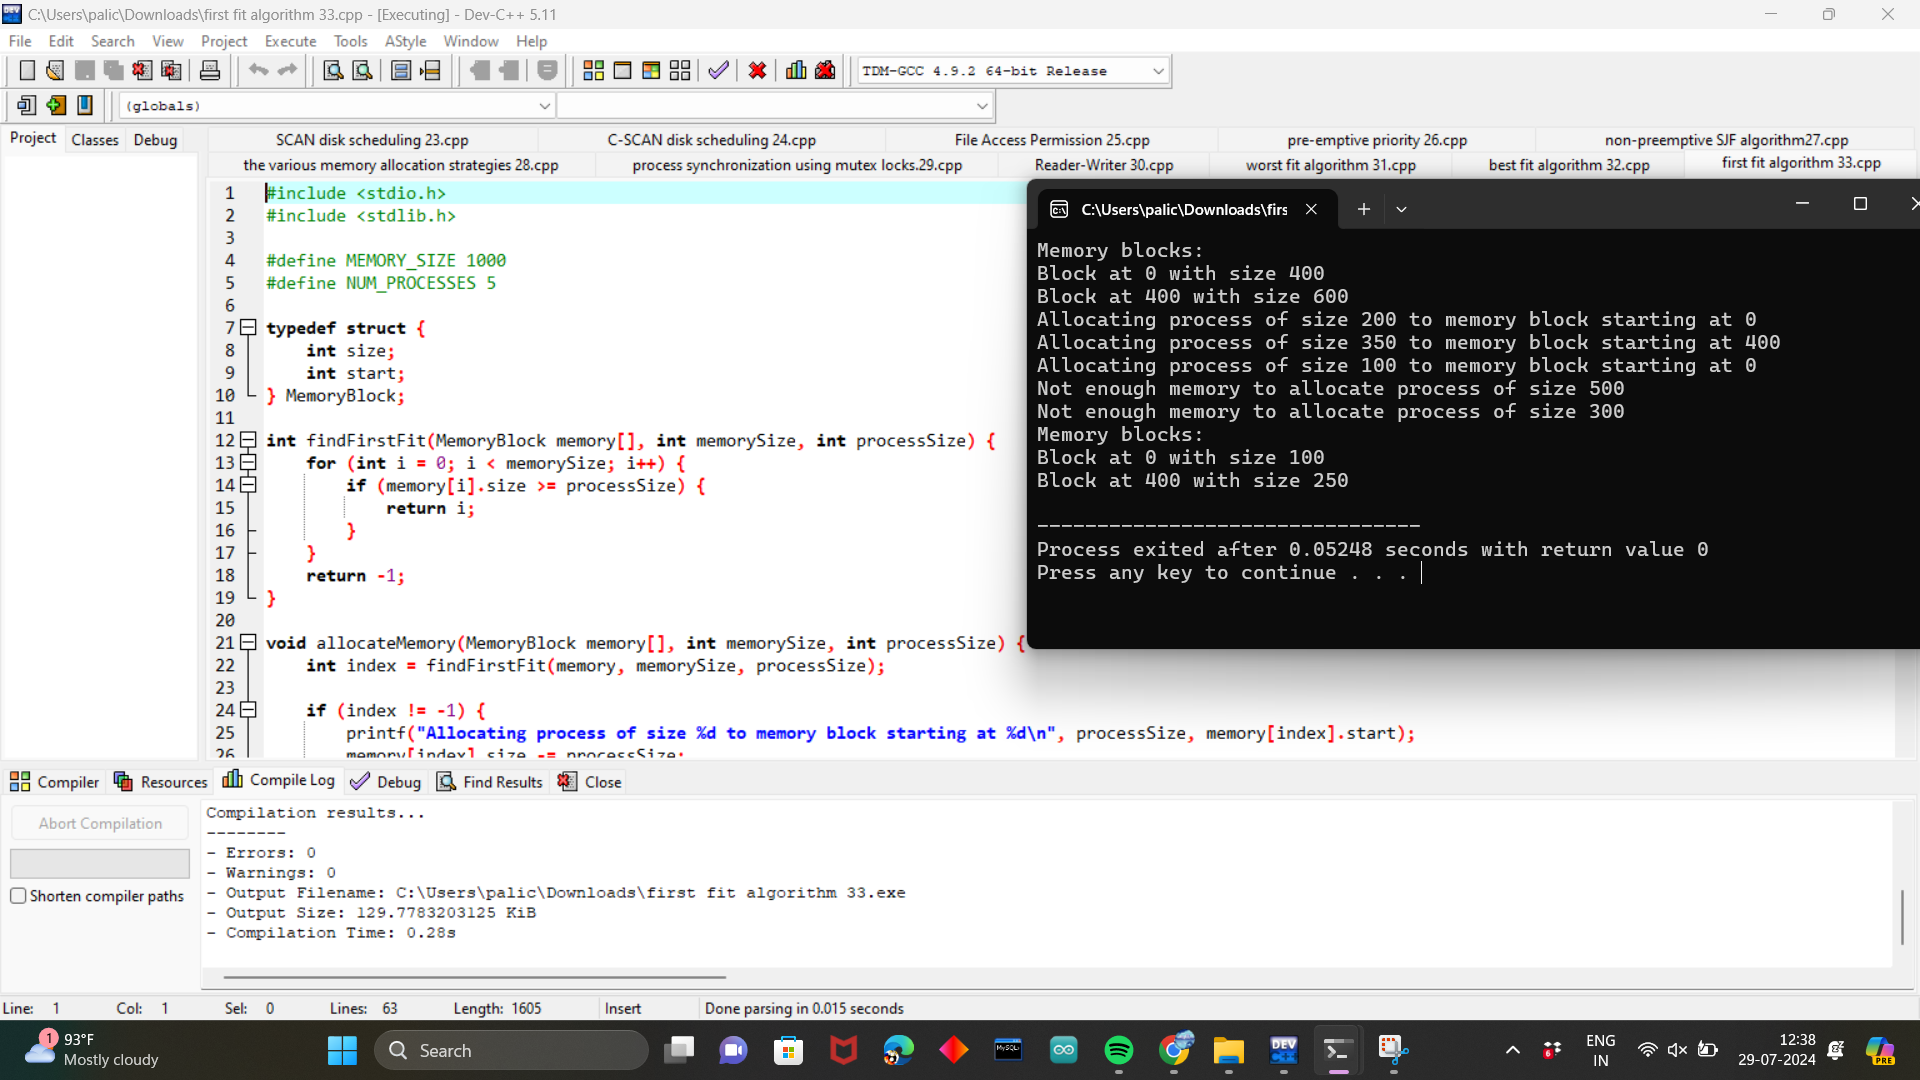 C:\Users\palic\Downloads\first fit algorithm 33.cpp - [Executing] - Dev-C++ 5.11
File Edit Search View Project Execute Tools AStyle Window Help
TDM-GCC 4.9.2 64-bit Release
(globals)
Project Classes Debug
SCAN disk scheduling 23.cpp C-SCAN disk scheduling 24.cpp File Access Permission 25.cpp pre-emptive priority 26.cpp non-preemptive SJF algorithm27.cpp
the various memory allocation strategies 28.cpp process synchronization using mutex locks.29.cpp Reader-Writer 30.cpp worst fit algorithm 31.cpp best fit algorithm 32.cpp first fit algorithm 33.cpp
1 #include <stdio.h>
2 #include <stdlib.h>
3
4 #define MEMORY_SIZE 1000
5 #define NUM_PROCESSES 5
6
7 typedef struct {
8 int size;
9 int start;
10 } MemoryBlock;
11
12 int findFirstFit(MemoryBlock memory[], int memorySize, int processSize) {
13 for (int i = 0; i < memorySize; i++) {
14 if (memory[i].size >= processSize) {
15 return i;
16 }
17 }
18 return -1;
19 }
20
21 void allocateMemory(MemoryBlock memory[], int memorySize, int processSize) {
22 int index = findFirstFit(memory, memorySize, processSize);
23
24 if (index != -1) {
25 printf("Allocating process of size %d to memory block starting at %d\n", processSize, memory[index].start);
26 memory[index].size -= processSize;
C:\Users\palic\Downloads\firs
Memory blocks:
Block at 0 with size 400
Block at 400 with size 600
Allocating process of size 200 to memory block starting at 0
Allocating process of size 350 to memory block starting at 400
Allocating process of size 100 to memory block starting at 0
Not enough memory to allocate process of size 500
Not enough memory to allocate process of size 300
Memory blocks:
Block at 0 with size 100
Block at 400 with size 250
--------------------------------
Process exited after 0.05248 seconds with return value 0
Press any key to continue . . .
Compiler Resources Compile Log Debug Find Results Close
Abort Compilation
Shorten compiler paths
Compilation results...
--------
- Errors: 0
- Warnings: 0
- Output Filename: C:\Users\palic\Downloads\first fit algorithm 33.exe
- Output Size: 129.7783203125 KiB
- Compilation Time: 0.28s
Line: 1 Col: 1 Sel: 0 Lines: 63 Length: 1605 Insert Done parsing in 0.015 seconds
1 93°F
Mostly cloudy
Search
MySQL
DEV
C++
6
ENG
IN
12:38
29-07-2024
PRE